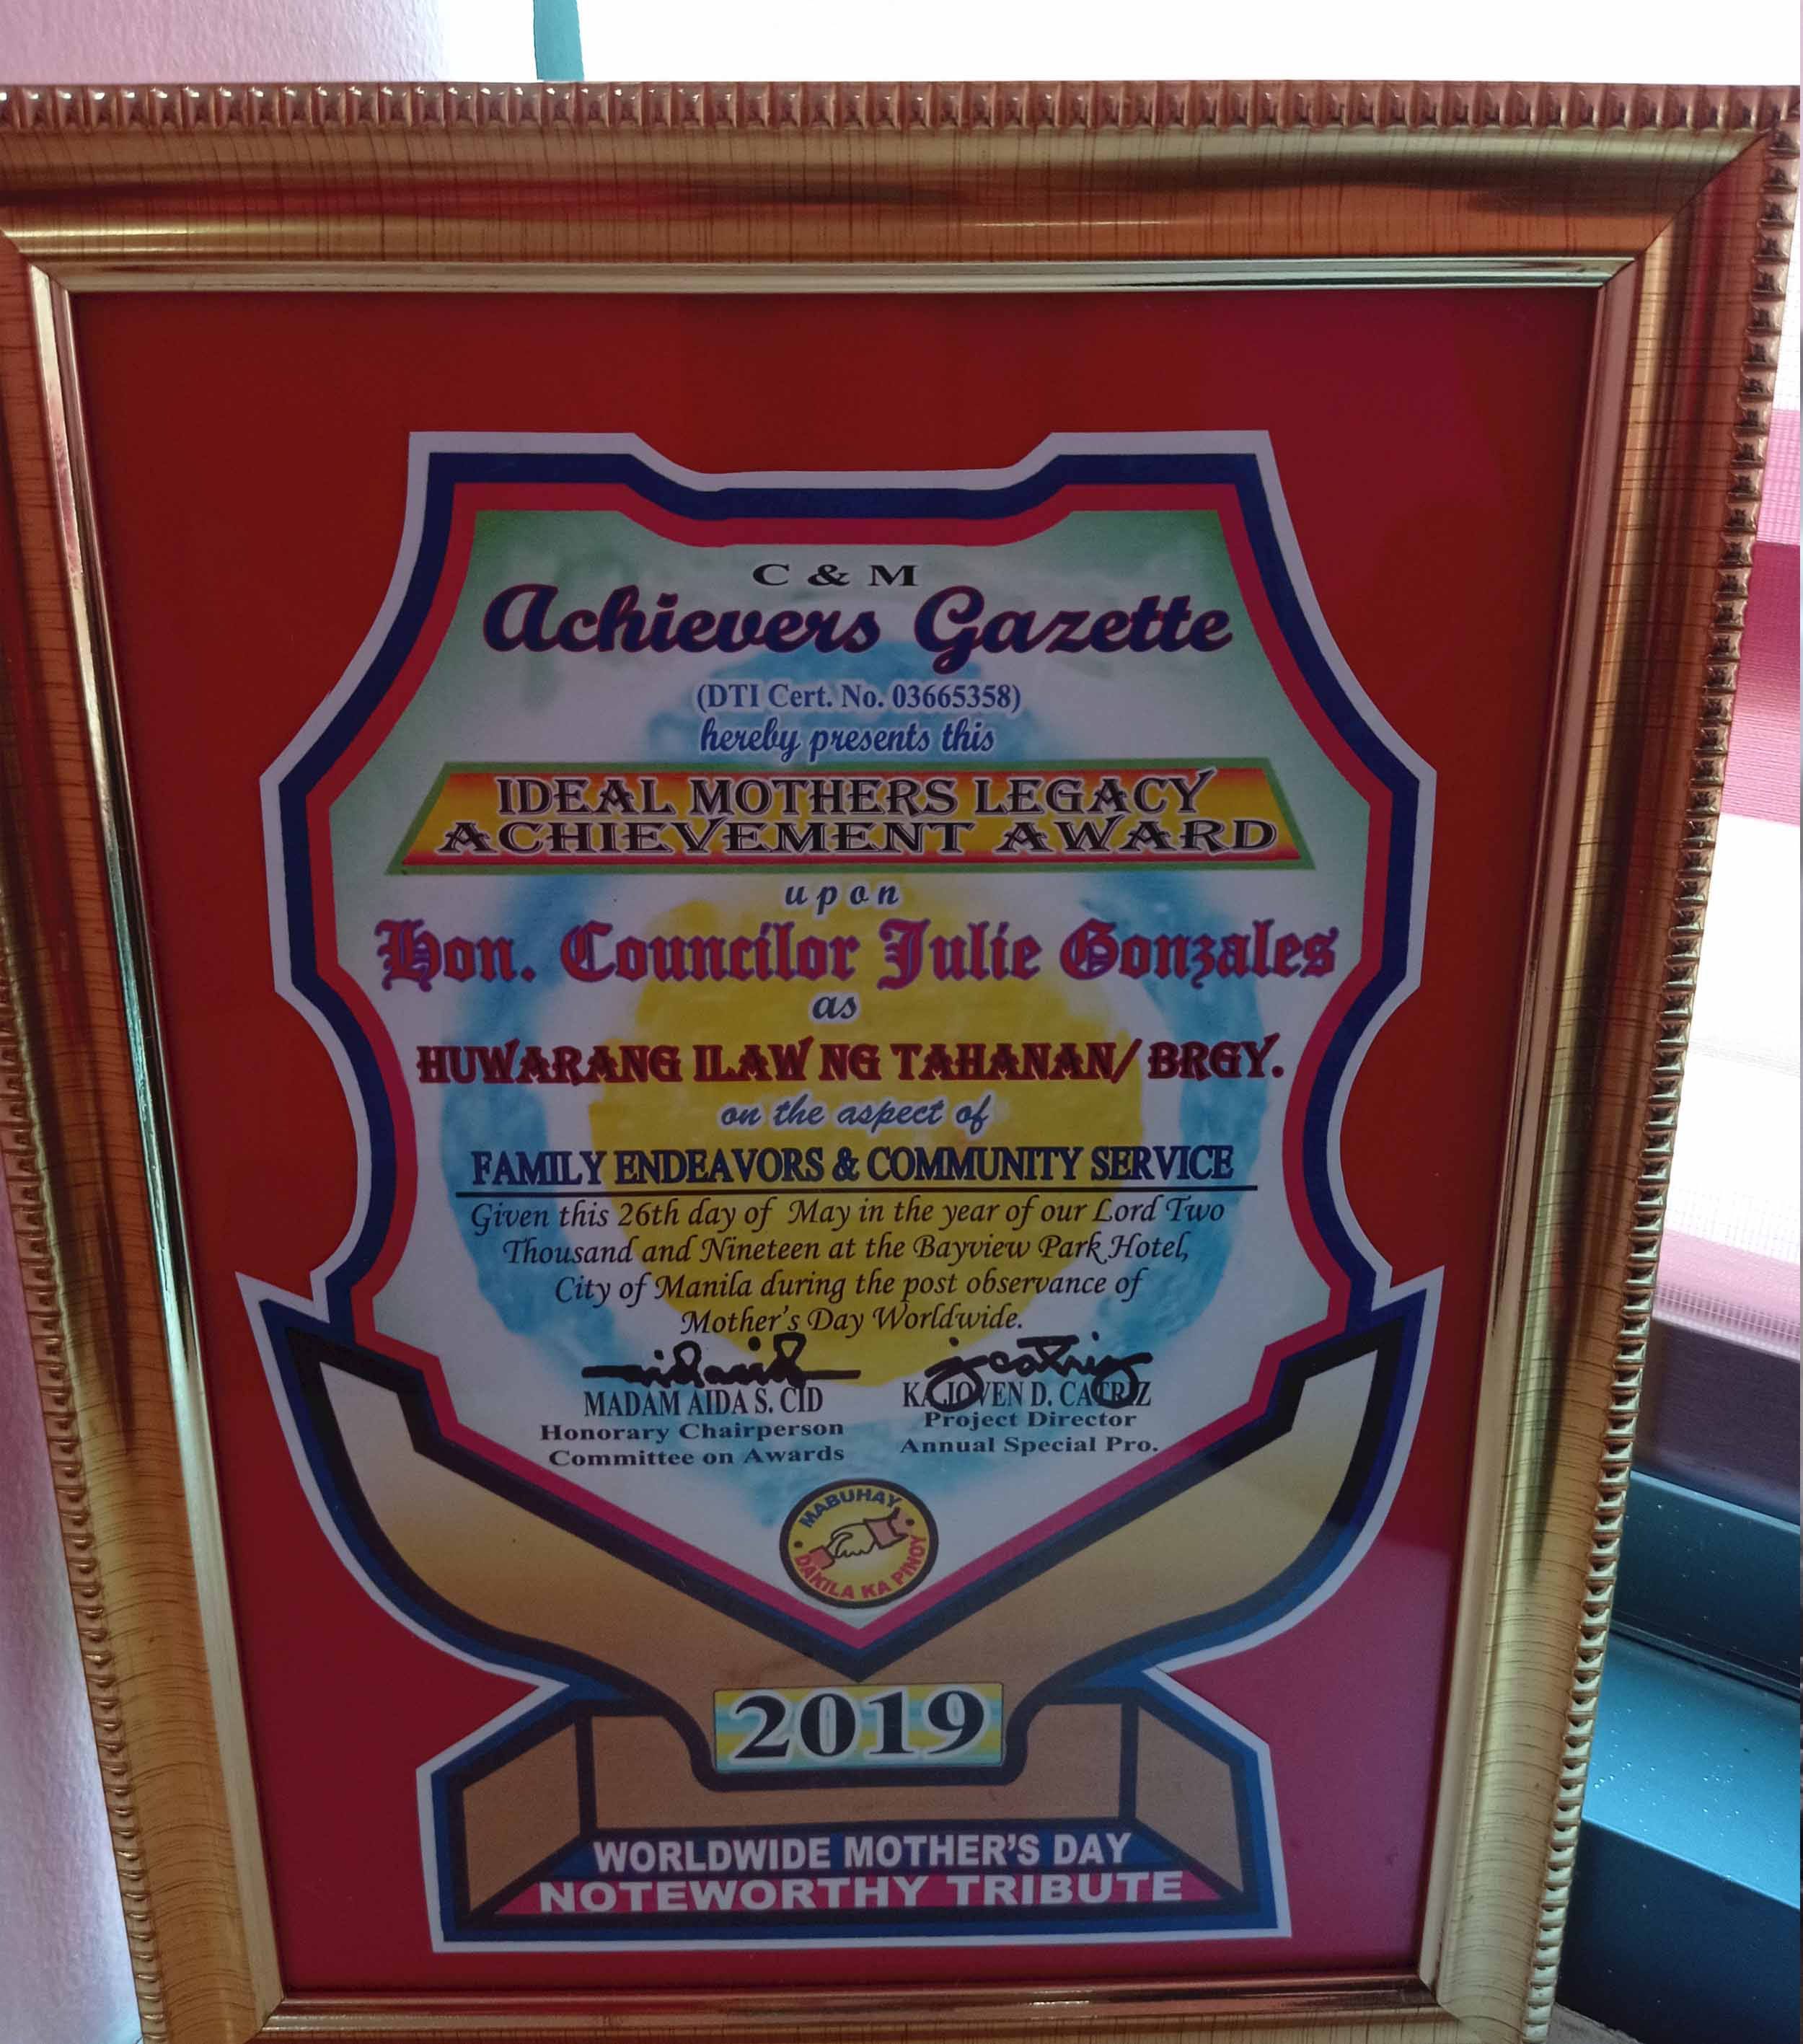 C & M
Achievers Gazette
(DTI Cert. No. 03665358)
hereby presents this
IDEAL MOTHERS LEGACY
ACHIEVEMENT AWARD
upon
Hon. Councilor Julie Gonzales
as
HUWARANG ILAW NG TAHANAN/ BRGY.
on the aspect of
FAMILY ENDEAVORS & COMMUNITY SERVICE
Given this 26th day of May in the year of our Lord Two
Thousand and Nineteen at the Bayview Park Hotel,
City of Manila during the post observance of
Mother's Day Worldwide.
MADAM AIDA S. CID
Honorary Chairperson
Committee on Awards
KA JOVEN D. CATRIZ
Project Director
Annual Special Pro.
MABUHAY
DAKILA KA PINOY
2019
WORLDWIDE MOTHER'S DAY
NOTEWORTHY TRIBUTE